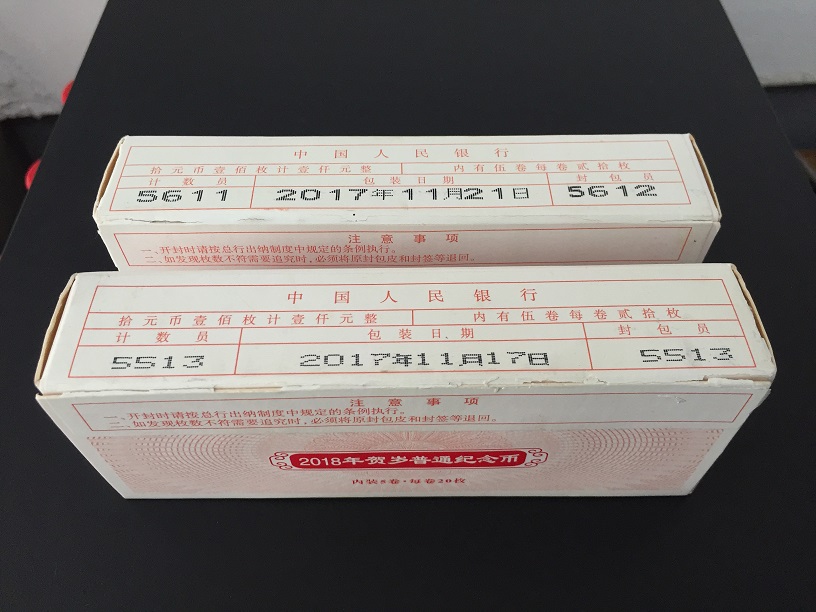 中国人民银行
拾元币壹佰枚计壹仟元整 内有伍卷每卷贰拾枚
计数员 包装日期 封包员
5611 2017年11月21日 5612
注意事项
一、开封时请按总行出纳制度中规定的条例执行。
二、如发现枚数不符需要追究时，必须将原封包皮和封签等退回。
中国人民银行
拾元币壹佰枚计壹仟元整 内有伍卷每卷贰拾枚
计数员 包装日期 封包员
5513 2017年11月17日 5513
注意事项
一、开封时请按总行出纳制度中规定的条例执行。
二、如发现枚数不符需要追究时，必须将原封包皮和封签等退回。
2018年贺岁普通纪念币
内装5卷·每卷20枚